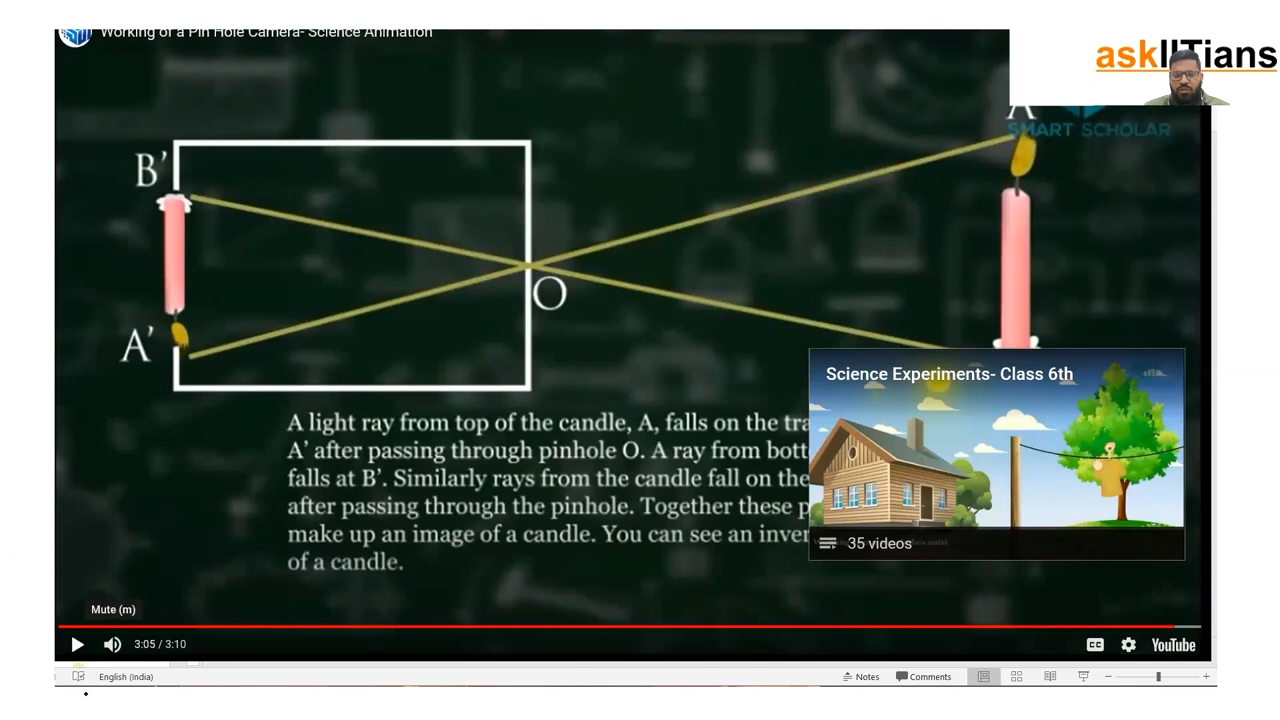 Working of a Pin Hole Camera- Science Animation
askIITians
A
SMART SCHOLAR
B’
O
A’
Science Experiments- Class 6th
A light ray from top of the candle, A, falls on the
A’ after passing through pinhole O. A ray from
falls at B’. Similarly rays from the candle fall on the
after passing through the pinhole. Together these
make up an image of a candle. You can see an
of a candle.
35 videos
Mute (m)
3:05 / 3:10
CC
YouTube
English (India)
Notes
Comments